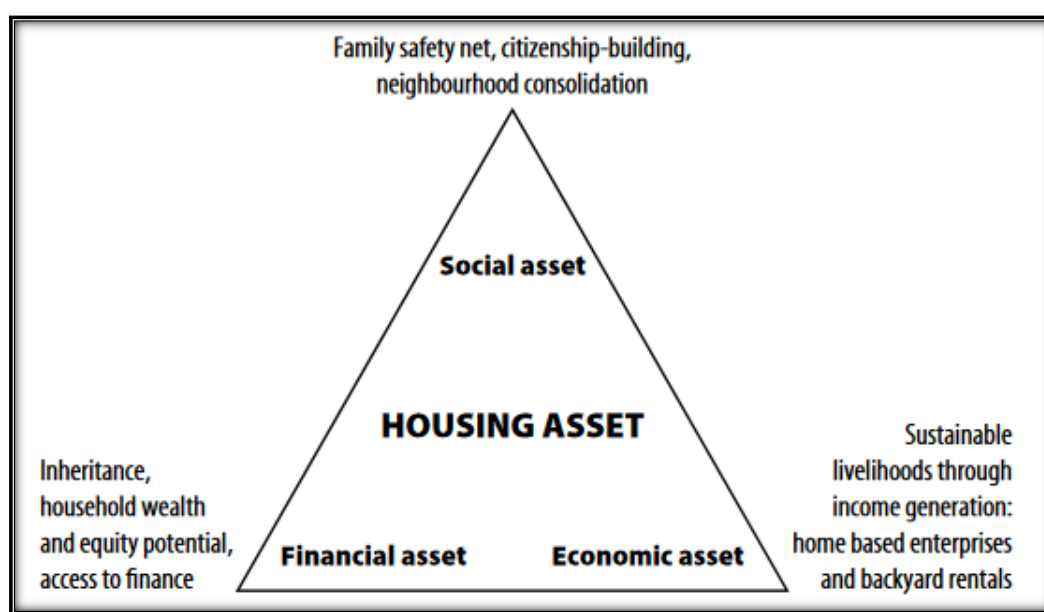 Family safety net, citizenship-building,
neighbourhood consolidation
Social asset
HOUSING ASSET
Inheritance,
household wealth
and equity potential,
access to finance
Financial asset
Economic asset
Sustainable
livelihoods through
income generation:
home based enterprises
and backyard rentals